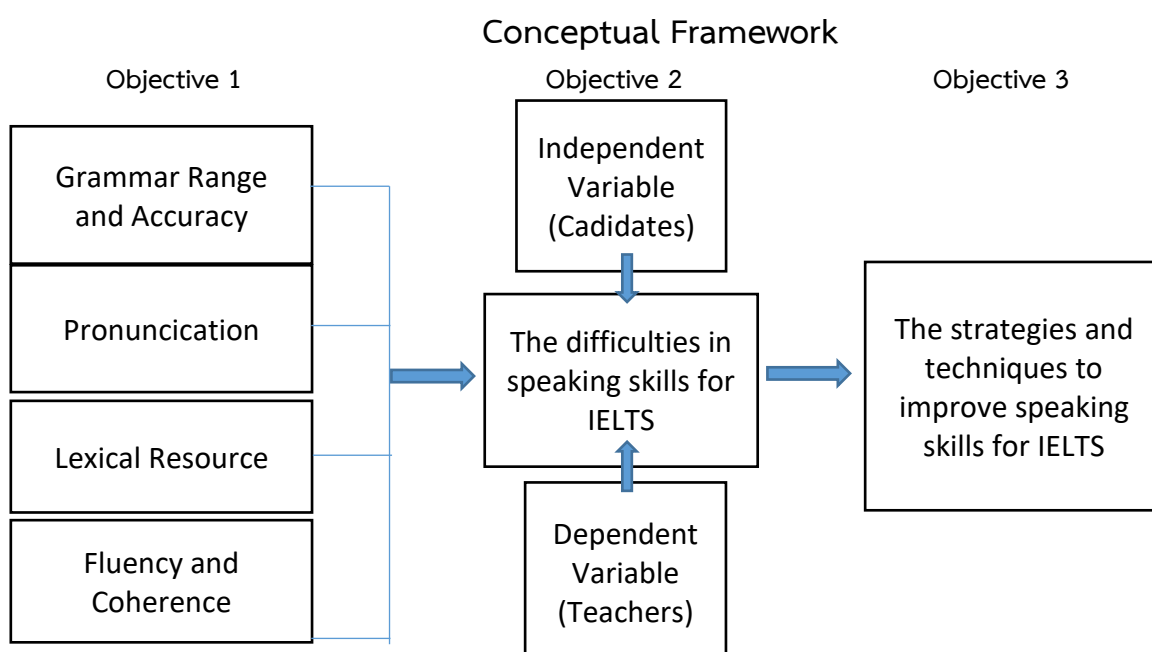 Conceptual Framework
Objective 1
Objective 2
Objective 3
Grammar Range
and Accuracy
Pronuncication
Lexical Resource
Fluency and
Coherence
Independent
Variable
(Cadidates)
The difficulties in
speaking skills for
IELTS
Dependent
Variable
(Teachers)
The strategies and
techniques to
improve speaking
skills for IELTS